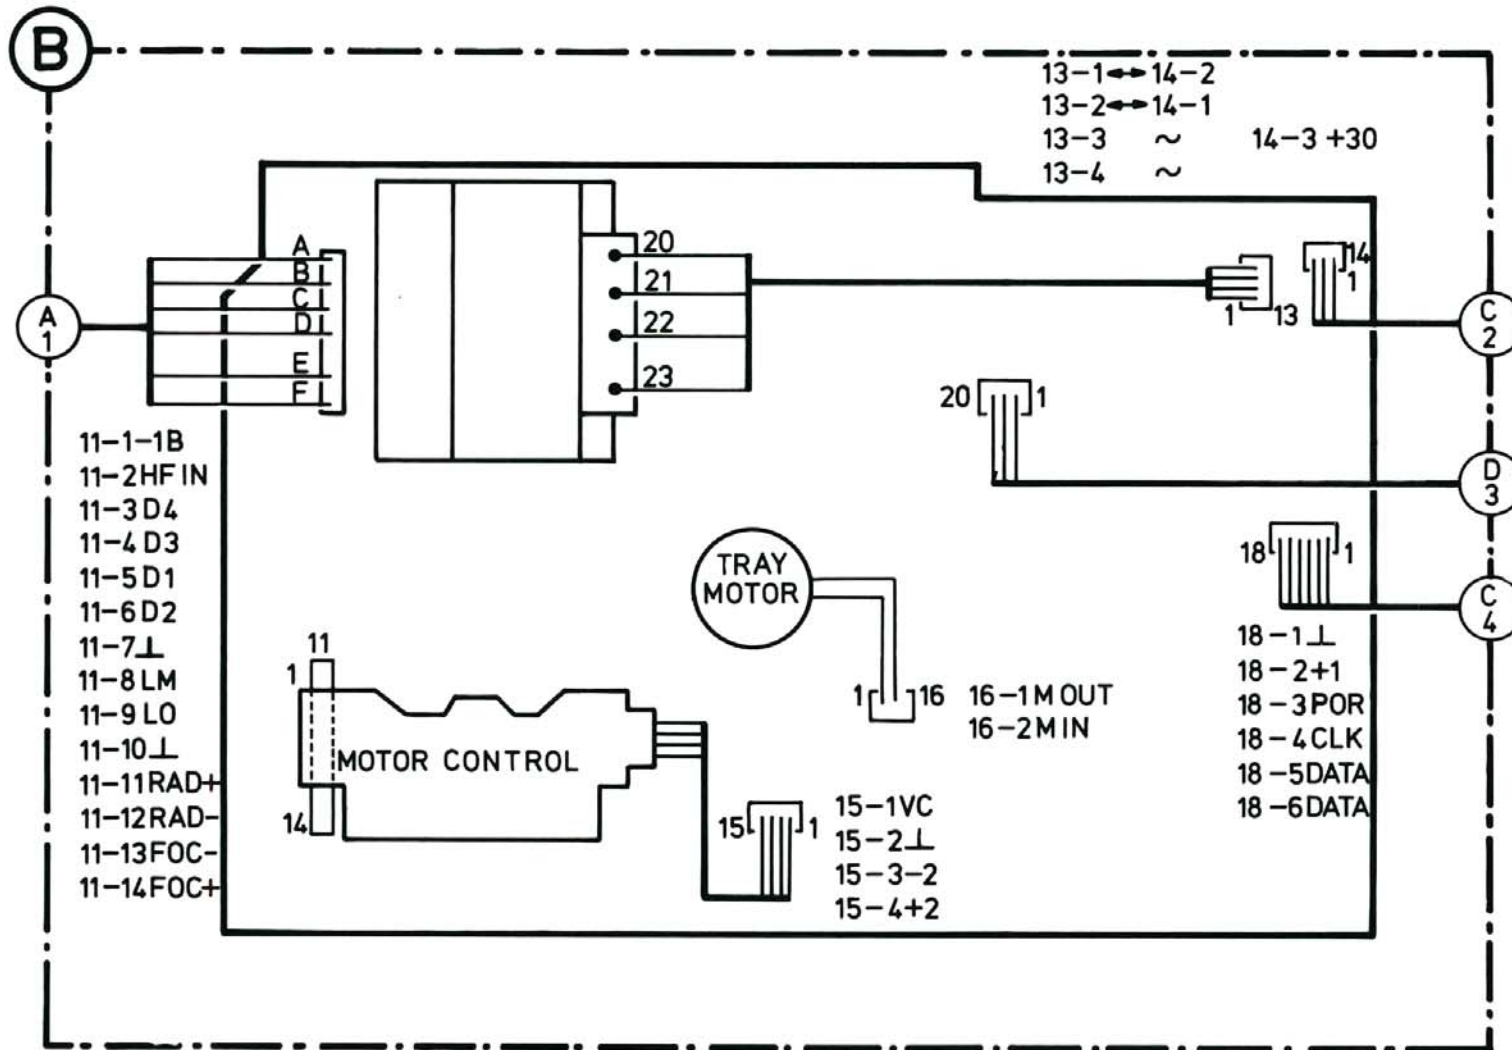 B
13-1↔14-2
13-2↔14-1
13-3 ~ 14-3 +30
13-4 ~
A
B
C
D
E
F
A
1
20
21
22
23
1 13
14
1
C
2
20 1
D
3
18 1
C
4
11-1-1B
11-2HF IN
11-3D4
11-4D3
11-5D1
11-6D2
11-7⊥
11-8LM
11-9LO
11-10⊥
11-11RAD+
11-12RAD-
11-13FOC-
11-14FOC+
TRAY
MOTOR
1 16
16-1M OUT
16-2MIN
18-1⊥
18-2+1
18-3POR
18-4CLK
18-5DATA
18-6DATA
11
1
MOTOR CONTROL
14
15 1
15-1VC
15-2⊥
15-3-2
15-4+2